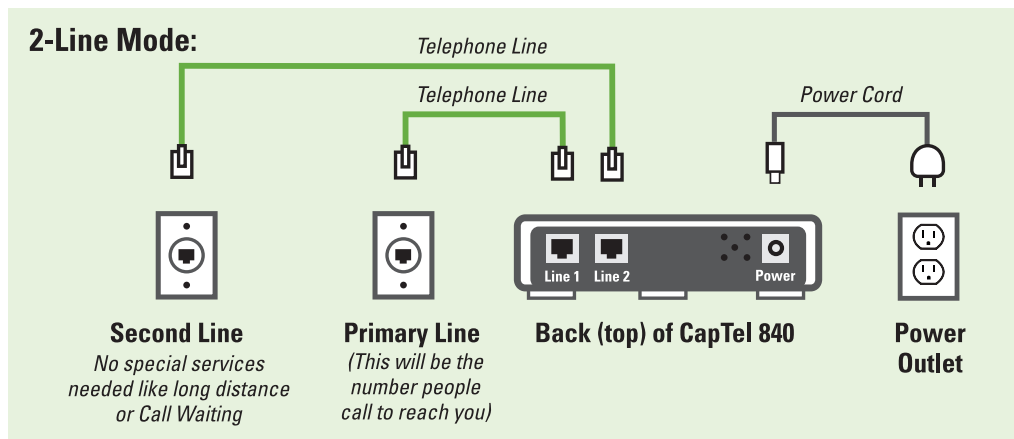 2-Line Mode:
Telephone Line
Telephone Line
Power Cord
Line 1
Line 2
Power
Second Line
No special services
needed like long distance
or Call Waiting
Primary Line
(This will be the
number people
call to reach you)
Back (top) of CapTel 840
Power
Outlet